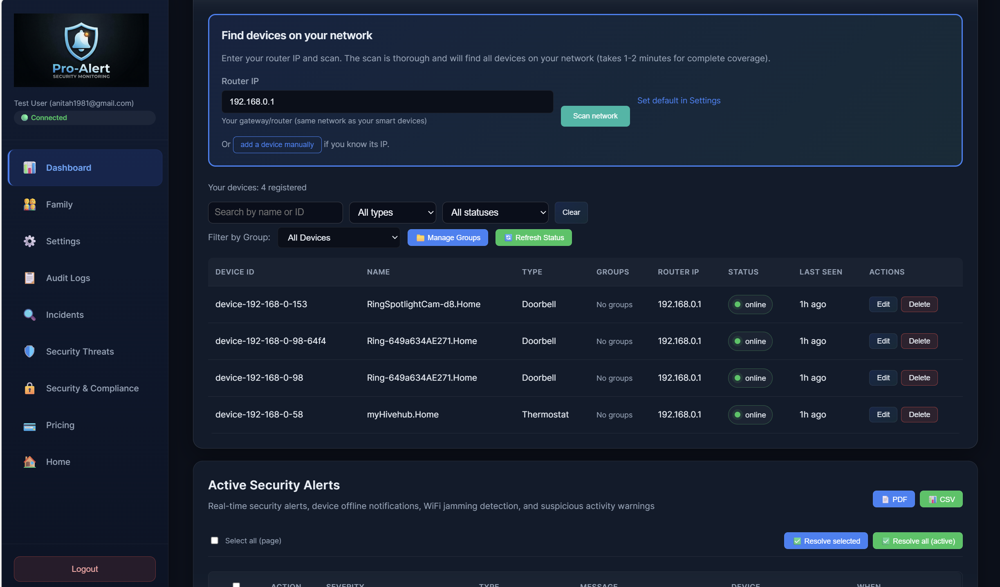 Pro-Alert
SECURITY MONITORING
Test User (anitah1981@gmail.com)
Connected
Dashboard
Family
Settings
Audit Logs
Incidents
Security Threats
Security & Compliance
Pricing
Home
Logout
Find devices on your network
Enter your router IP and scan. The scan is thorough and will find all devices on your network (takes 1-2 minutes for complete coverage).
Router IP
192.168.0.1
Scan network
Set default in Settings
Your gateway/router (same network as your smart devices)
Or add a device manually if you know its IP.
Your devices: 4 registered
Search by name or ID All types All statuses Clear
Filter by Group: All Devices Manage Groups Refresh Status
DEVICE ID NAME TYPE GROUPS ROUTER IP STATUS LAST SEEN ACTIONS
device-192-168-0-153 RingSpotlightCam-d8.Home Doorbell No groups 192.168.0.1 online 1h ago Edit Delete
device-192-168-0-98-64f4 Ring-649a634AE271.Home Doorbell No groups 192.168.0.1 online 1h ago Edit Delete
device-192-168-0-98 Ring-649a634AE271.Home Doorbell No groups 192.168.0.1 online 1h ago Edit Delete
device-192-168-0-58 myHivehub.Home Thermostat No groups 192.168.0.1 online 1h ago Edit Delete
Active Security Alerts
Real-time security alerts, device offline notifications, WiFi jamming detection, and suspicious activity warnings
PDF CSV
Select all (page) Resolve selected Resolve all (active)
ACTION SEVERITY TYPE MESSAGE DEVICE WHEN